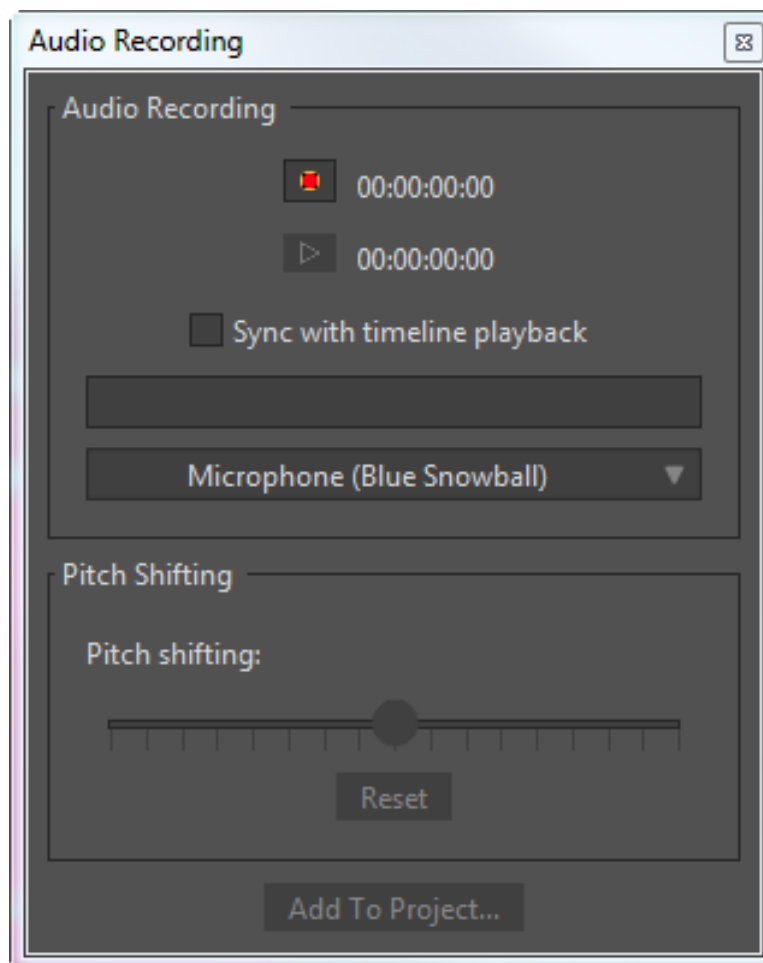 Audio Recording
Audio Recording
00:00:00:00
00:00:00:00
Sync with timeline playback
Microphone (Blue Snowball)
Pitch Shifting
Pitch shifting:
Reset
Add To Project...